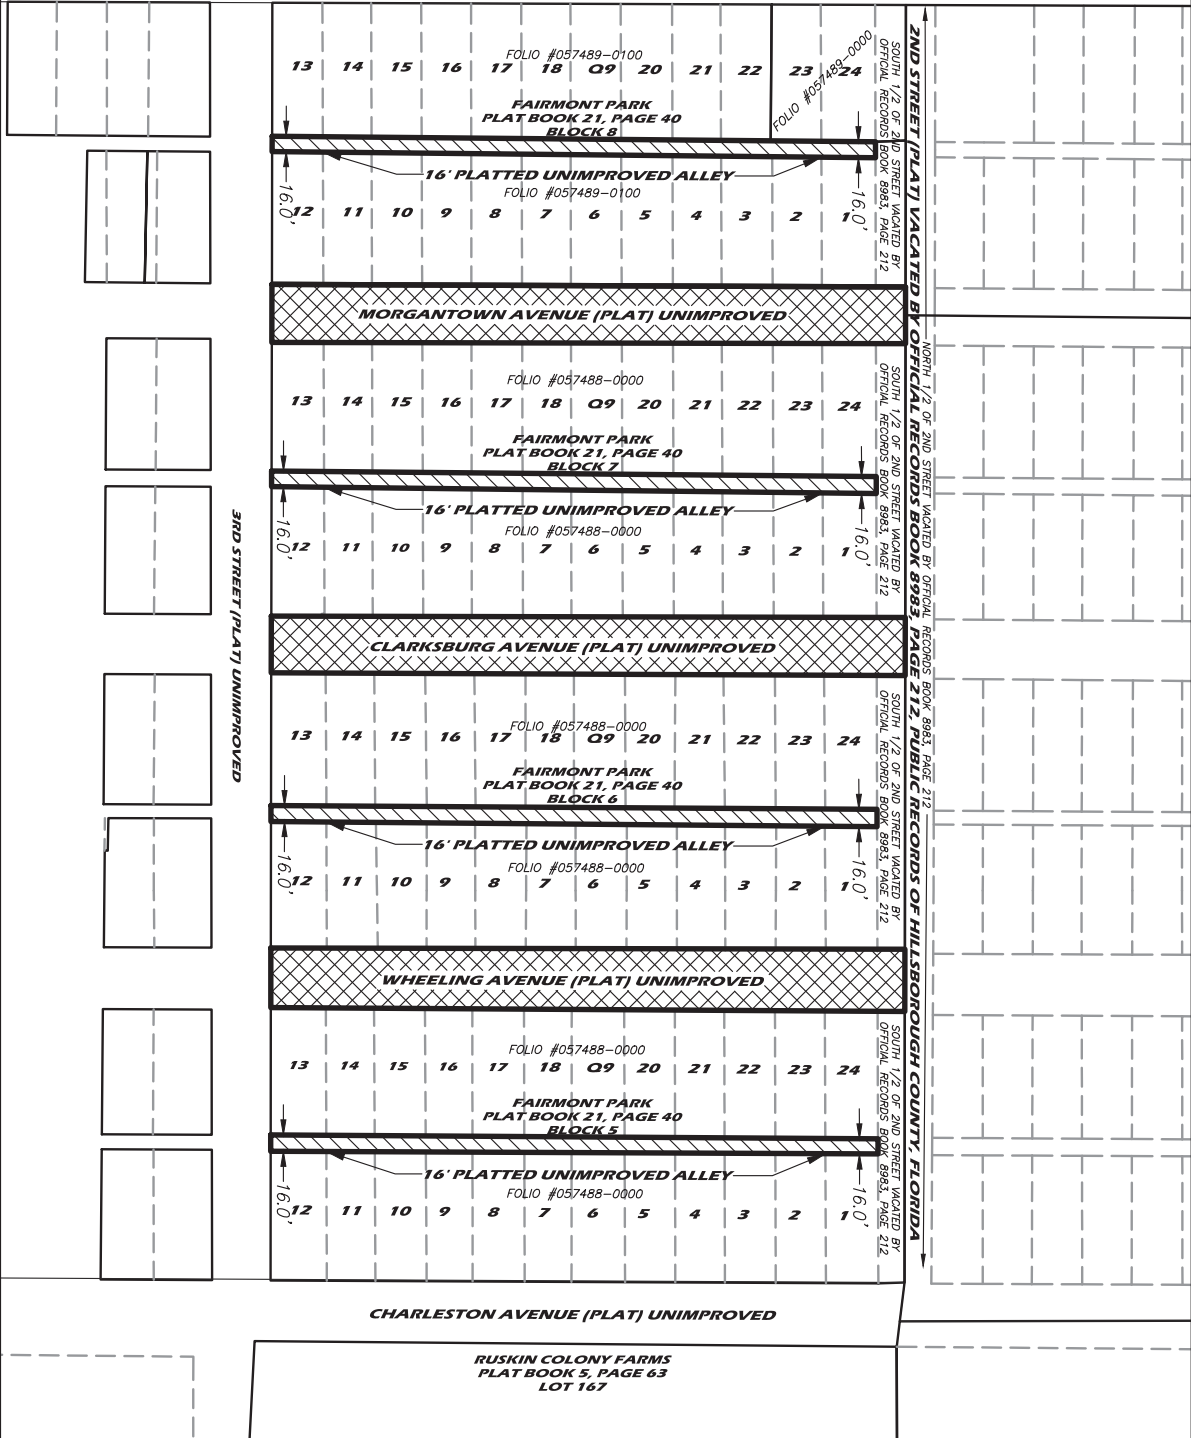 FOLIO #057489-0100
FOLIO #057489-0000
13 14 15 16 17 18 Q9 20 21 22 23 24
FAIRMONT PARK
PLAT BOOK 21, PAGE 40
BLOCK 8
16' PLATTED UNIMPROVED ALLEY
16.0'
16.0'
FOLIO #057489-0100
12 11 10 9 8 7 6 5 4 3 2 1
SOUTH 1/2 OF 2ND STREET VACATED BY
OFFICIAL RECORDS BOOK 8983, PAGE 212
MORGANTOWN AVENUE (PLAT) UNIMPROVED
FOLIO #057488-0000
13 14 15 16 17 18 Q9 20 21 22 23 24
FAIRMONT PARK
PLAT BOOK 21, PAGE 40
BLOCK 7
16' PLATTED UNIMPROVED ALLEY
16.0'
16.0'
FOLIO #057488-0000
12 11 10 9 8 7 6 5 4 3 2 1
SOUTH 1/2 OF 2ND STREET VACATED BY
OFFICIAL RECORDS BOOK 8983, PAGE 212
CLARKSBURG AVENUE (PLAT) UNIMPROVED
FOLIO #057488-0000
13 14 15 16 17 18 Q9 20 21 22 23 24
FAIRMONT PARK
PLAT BOOK 21, PAGE 40
BLOCK 6
16' PLATTED UNIMPROVED ALLEY
16.0'
16.0'
FOLIO #057488-0000
12 11 10 9 8 7 6 5 4 3 2 1
SOUTH 1/2 OF 2ND STREET VACATED BY
OFFICIAL RECORDS BOOK 8983, PAGE 212
WHEELING AVENUE (PLAT) UNIMPROVED
FOLIO #057488-0000
13 14 15 16 17 18 Q9 20 21 22 23 24
FAIRMONT PARK
PLAT BOOK 21, PAGE 40
BLOCK 5
16' PLATTED UNIMPROVED ALLEY
16.0'
16.0'
FOLIO #057488-0000
12 11 10 9 8 7 6 5 4 3 2 1
SOUTH 1/2 OF 2ND STREET VACATED BY
OFFICIAL RECORDS BOOK 8983, PAGE 212
3RD STREET (PLAT) UNIMPROVED
2ND STREET (PLAT) VACATED BY OFFICIAL RECORDS BOOK 8983, PAGE 212, PUBLIC RECORDS OF HILLSBOROUGH COUNTY, FLORIDA
NORTH 1/2 OF 2ND STREET VACATED BY OFFICIAL RECORDS BOOK 8983, PAGE 212
CHARLESTON AVENUE (PLAT) UNIMPROVED
RUSKIN COLONY FARMS
PLAT BOOK 5, PAGE 63
LOT 167